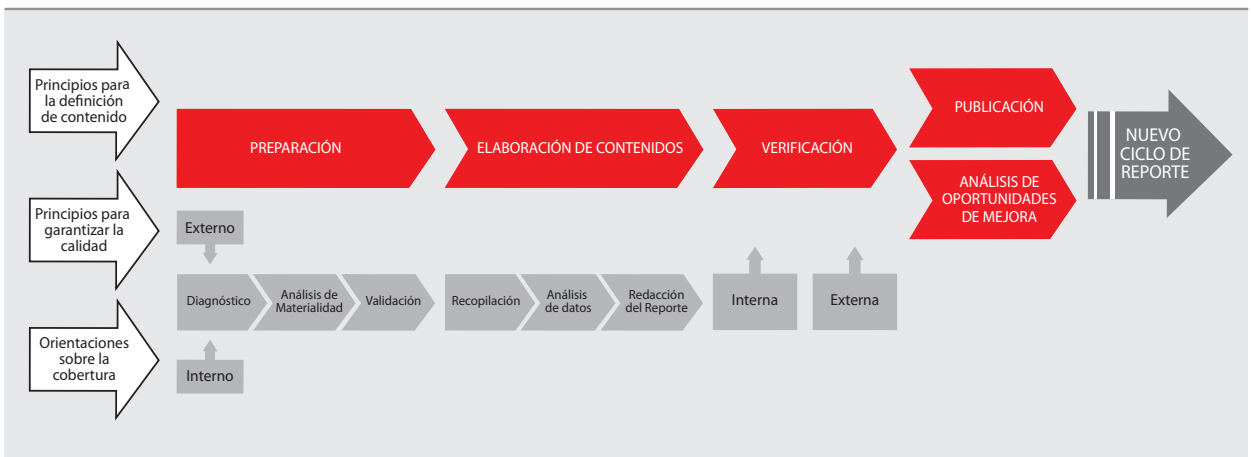 Principios para
la definición
de contenido
Principios para
garantizar la
calidad
Orientaciones
sobre la
cobertura
PREPARACIÓN
ELABORACIÓN DE CONTENIDOS
VERIFICACIÓN
PUBLICACIÓN
ANÁLISIS DE
OPORTUNIDADES
DE MEJORA
NUEVO
CICLO DE
REPORTE
Externo
Diagnóstico
Análisis de
Materialidad
Validación
Interno
Recopilación
Análisis
de datos
Redacción
del Reporte
Interna
Externa